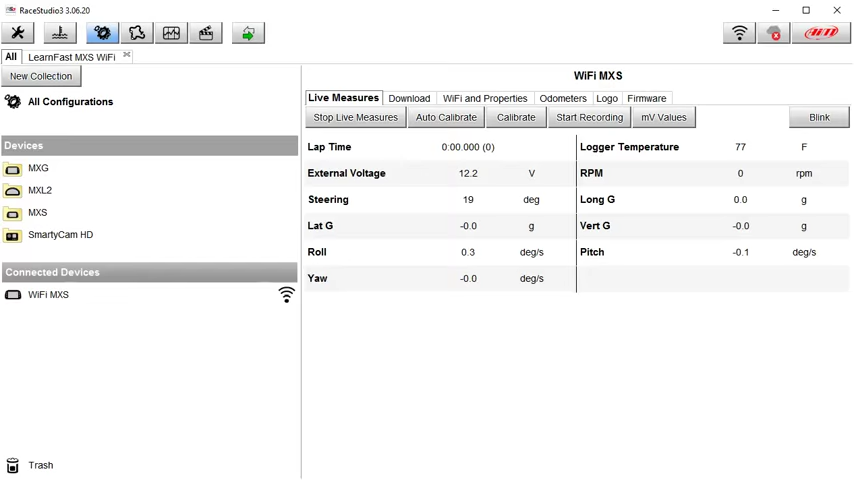 RaceStudio3 3.06.20
AiM
All
LearnFast MXS WiFi
New Collection
All Configurations
Devices
MXG
MXL2
MXS
SmartyCam HD
Connected Devices
WiFi MXS
Trash
WiFi MXS
Live Measures Download WiFi and Properties Odometers Logo Firmware
Stop Live Measures Auto Calibrate Calibrate Start Recording mV Values Blink
Lap Time 0:00.000 (0) Logger Temperature 77 F
External Voltage 12.2 V RPM 0 rpm
Steering 19 deg Long G 0.0 g
Lat G -0.0 g Vert G -0.0 g
Roll 0.3 deg/s Pitch -0.1 deg/s
Yaw -0.0 deg/s